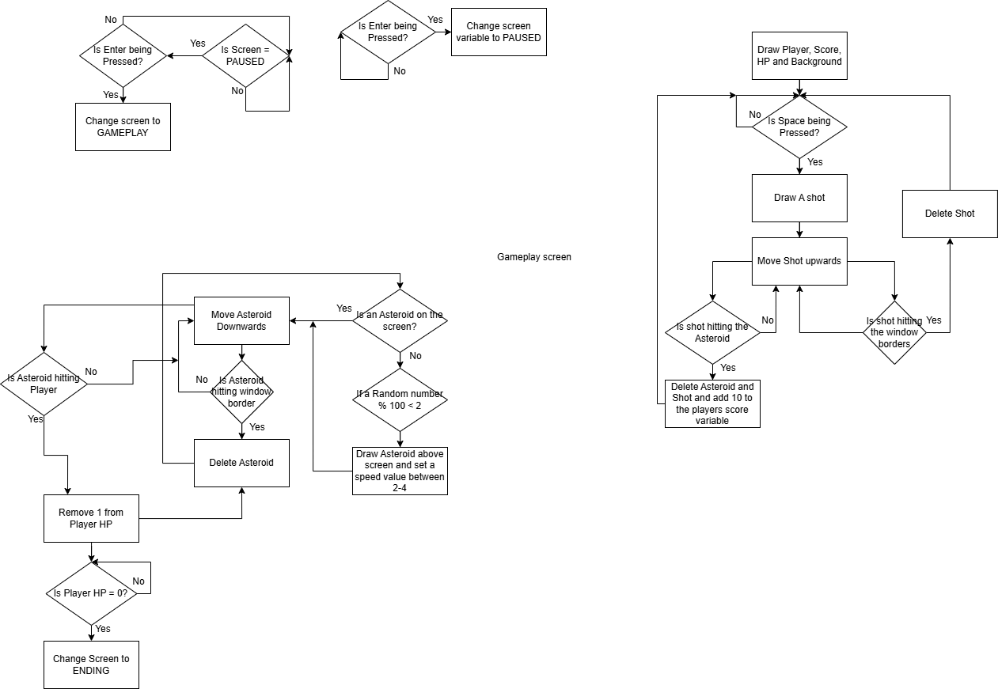 No
Is Enter being
Pressed?
Yes
Is Screen =
PAUSED
No
Yes
Change screen to
GAMEPLAY
Is Enter being
Pressed?
Yes
No
Change screen
variable to PAUSED
Draw Player, Score,
HP and Background
No
Is Space being
Pressed?
Yes
Draw A shot
Delete Shot
Move Shot upwards
Is shot hitting the
Asteroid
No
Yes
Is shot hitting
the window
borders
Yes
Delete Asteroid and
Shot and add 10 to
the players score
variable
Gameplay screen
Move Asteroid
Downwards
Yes
Is an Asteroid on the
screen?
No
Is Asteroid hitting
Player
No
Yes
No
Is Asteroid
hitting window
border
Yes
If a Random number
% 100 < 2
Delete Asteroid
Draw Asteroid above
screen and set a
speed value between
2-4
Remove 1 from
Player HP
Is Player HP = 0?
No
Yes
Change Screen to
ENDING